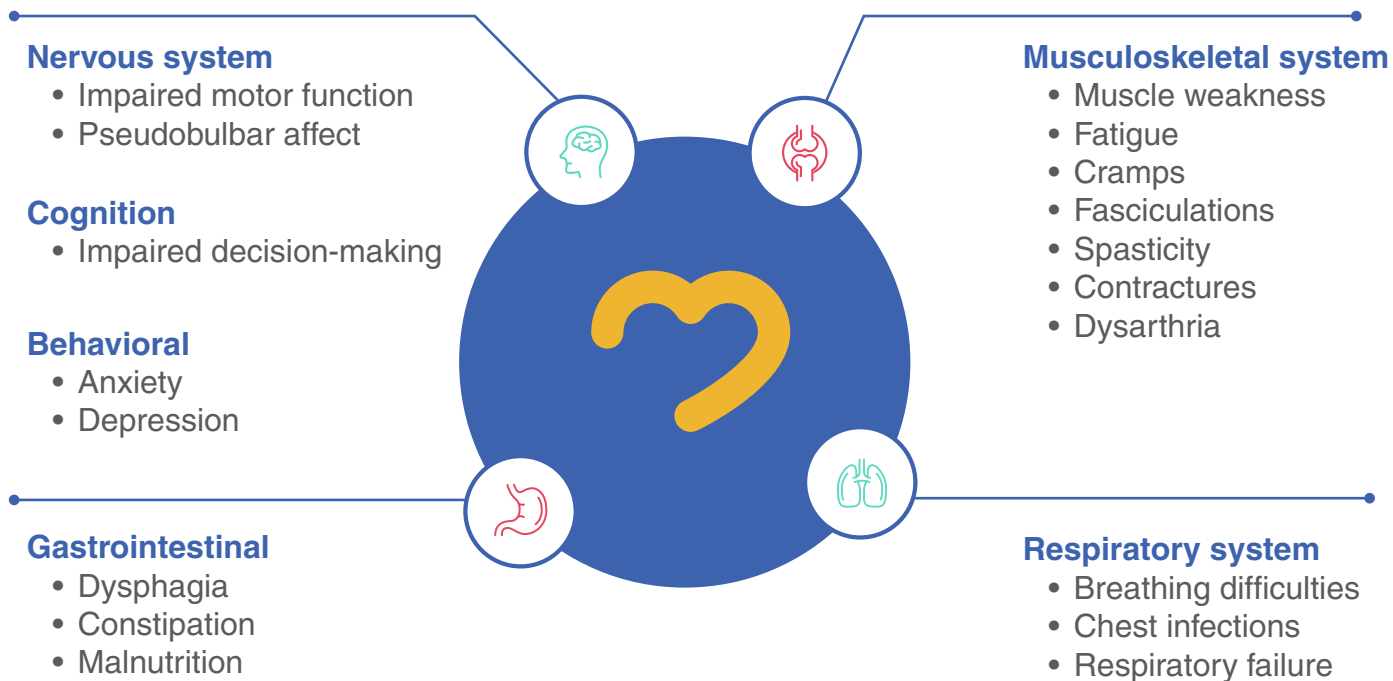 Nervous system
• Impaired motor function
• Pseudobulbar affect
Cognition
• Impaired decision-making
Behavioral
• Anxiety
• Depression
Gastrointestinal
• Dysphagia
• Constipation
• Malnutrition
Musculoskeletal system
• Muscle weakness
• Fatigue
• Cramps
• Fasciculations
• Spasticity
• Contractures
• Dysarthria
Respiratory system
• Breathing difficulties
• Chest infections
• Respiratory failure